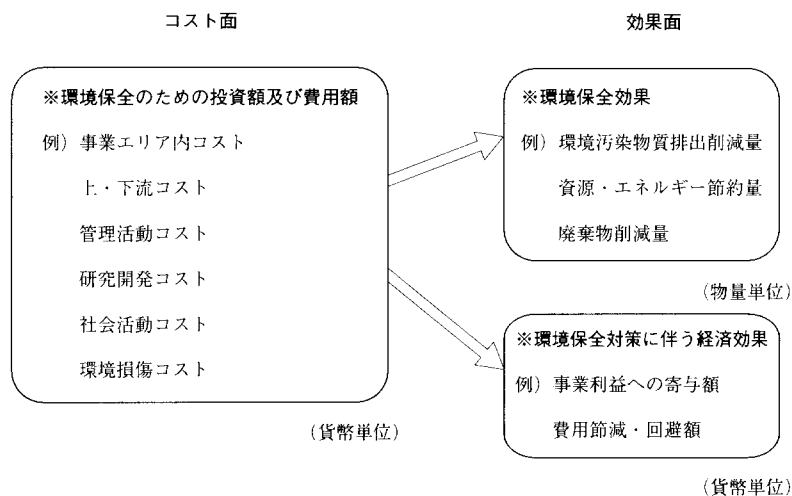 コスト面
効果面
※環境保全のための投資額及び費用額
例）事業エリア内コスト
上・下流コスト
管理活動コスト
研究開発コスト
社会活動コスト
環境損傷コスト
（貨幣単位）
※環境保全効果
例）環境汚染物質排出削減量
資源・エネルギー節約量
廃棄物削減量
（物量単位）
※環境保全対策に伴う経済効果
例）事業利益への寄与額
費用節減・回避額
（貨幣単位）